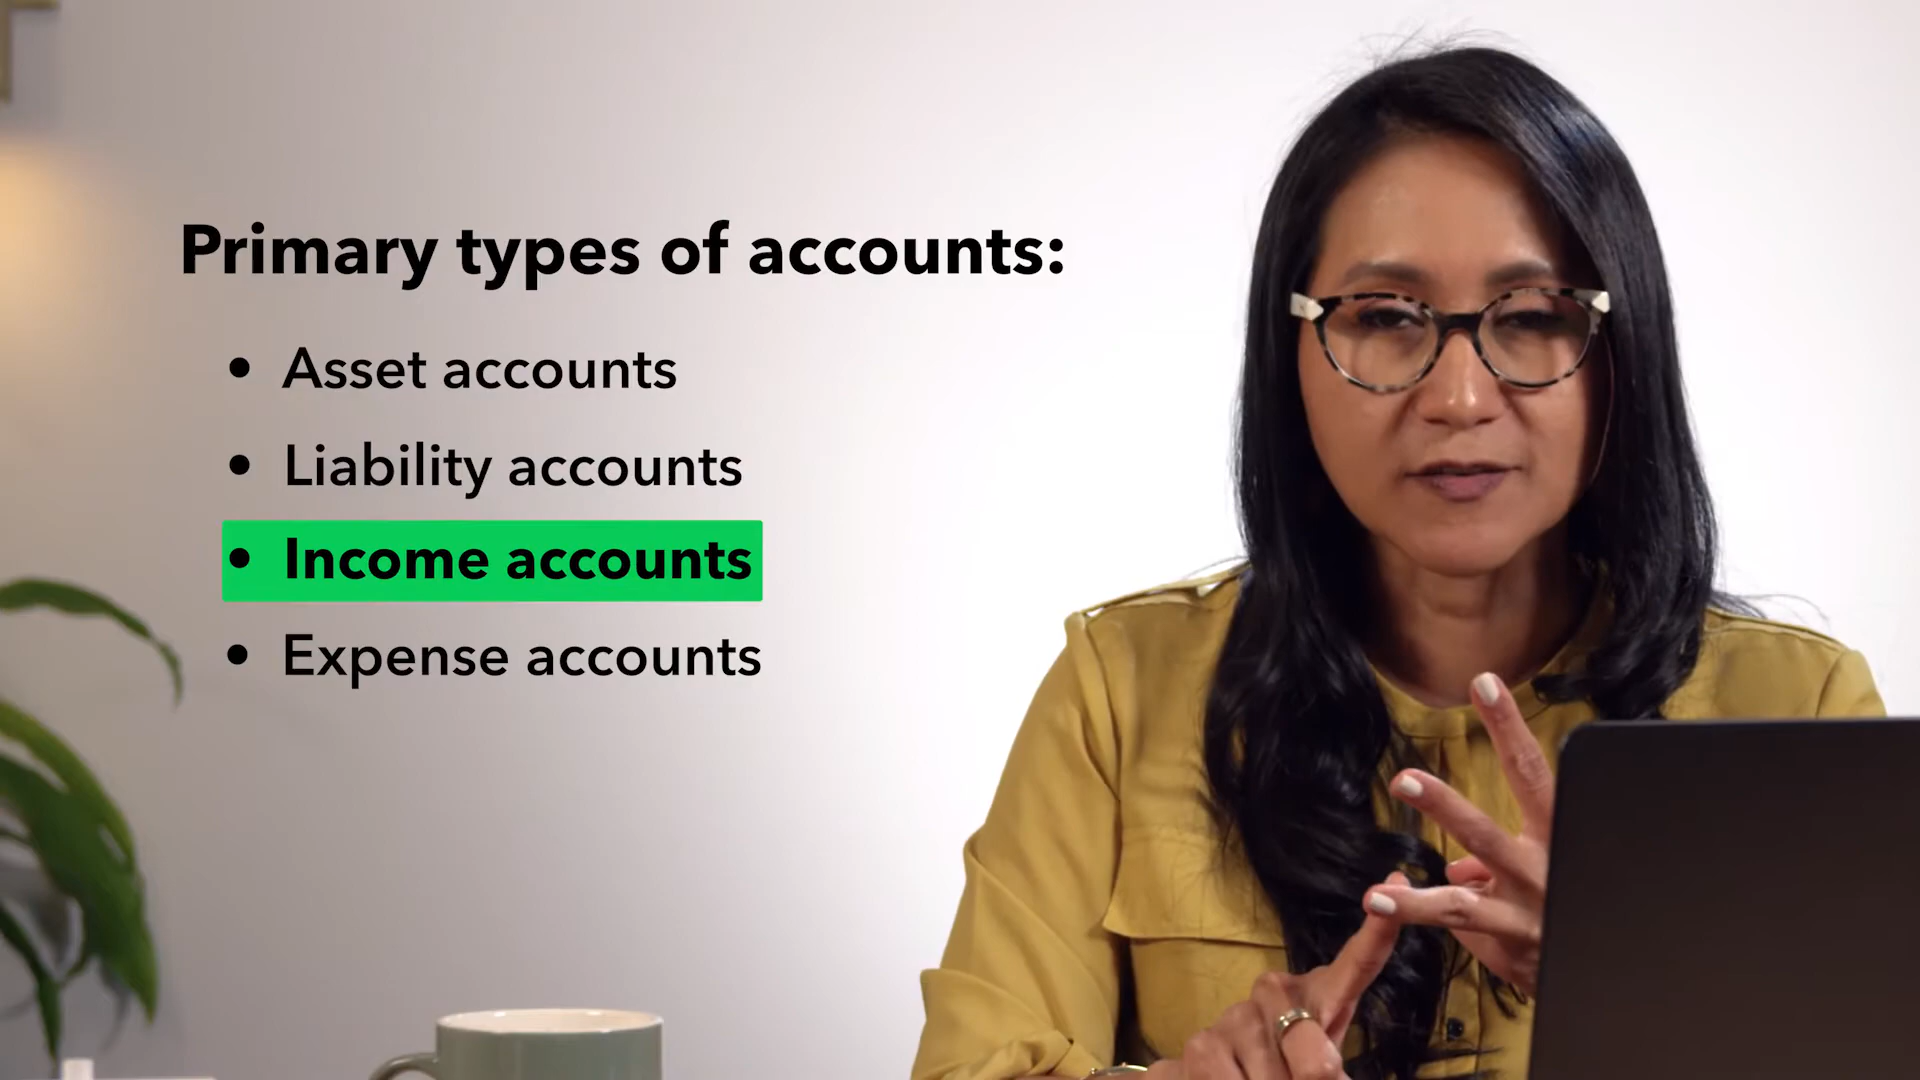 Primary types of accounts:
• Asset accounts
• Liability accounts
• Income accounts
• Expense accounts